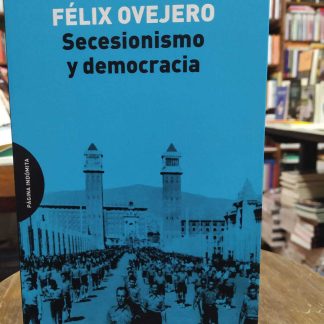 FÉLIX OVEJERO
Secesionismo
y democracia
PÁGINA INDÓMITA